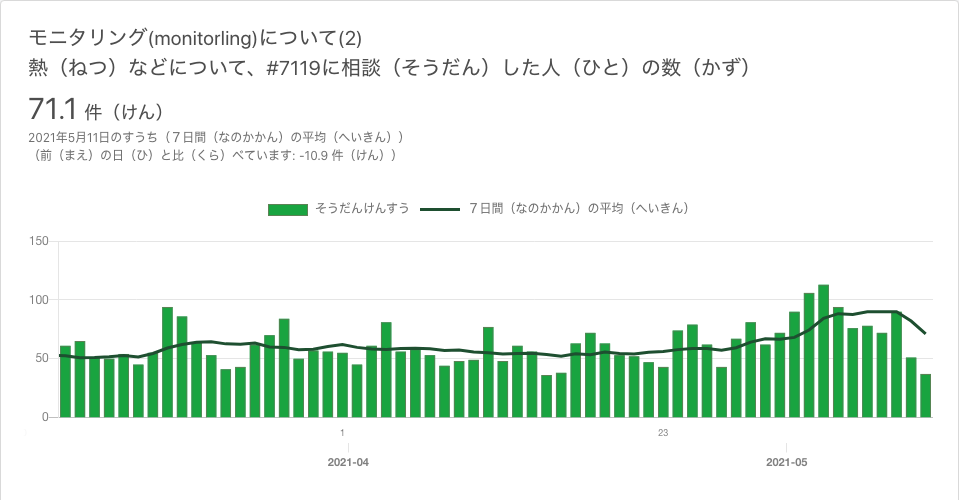 モニタリング(monitorling)について(2)
熱（ねつ）などについて、#7119に相談（そうだん）した人（ひと）の数（かず）
71.1 件（けん）
2021年5月11日のすうち（７日間（なのかかん）の平均（へいきん））
（前（まえ）の日（ひ）と比（くら）べています: -10.9 件（けん））
そうだんけんすう ７日間（なのかかん）の平均（へいきん）
150
100
50
0
1 23
2021-04 2021-05